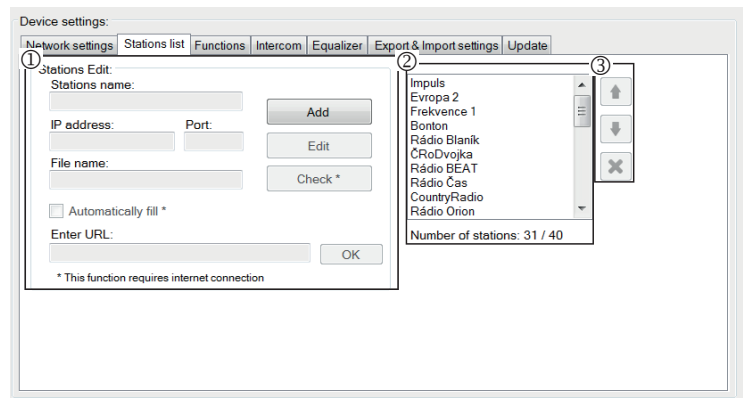 Device settings:
Network settings Stations list Functions Intercom Equalizer Export & Import settings Update
① ② ③
Stations Edit:
Stations name:
Add
IP address: Port:
Edit
File name:
Check *
Automatically fill *
Enter URL:
OK
* This function requires internet connection
Impuls
Evropa 2
Frekvence 1
Bonton
Rádio Blaník
ČRoDvojka
Rádio BEAT
Rádio Čas
CountryRadio
Rádio Orion
Number of stations: 31 / 40